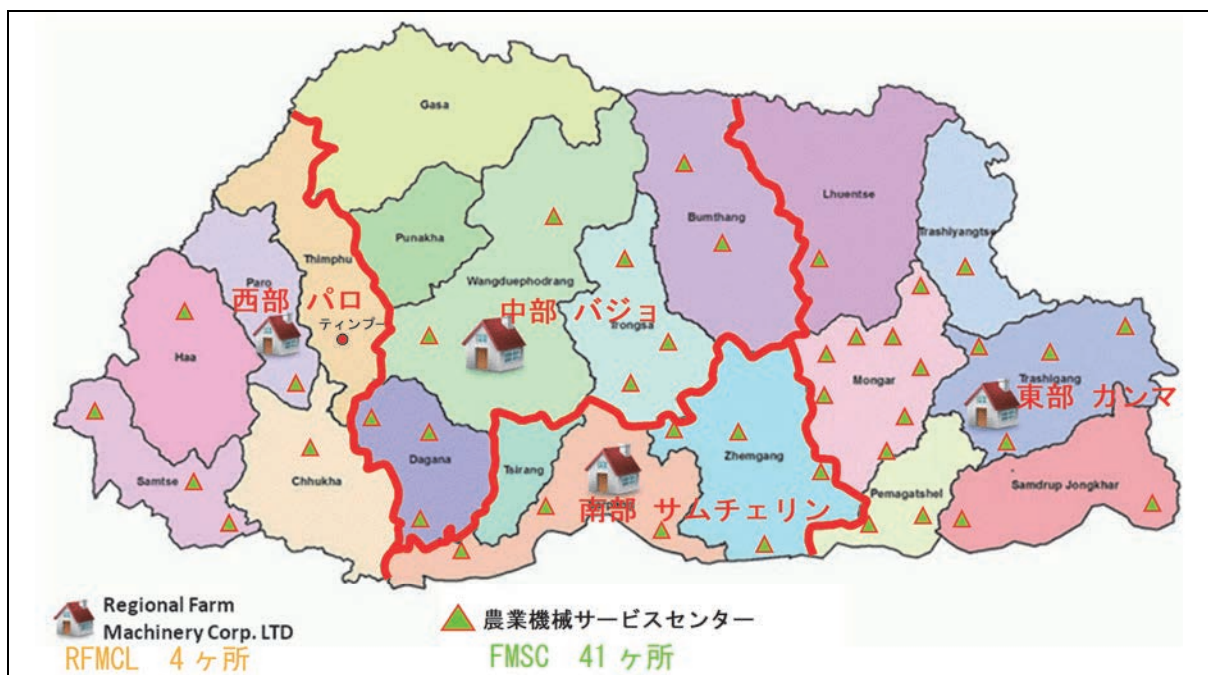 Gasa
Punakha
Thimphu
Paro
西部 パロ
ティンプー
Haa
Samtse
Chhukha
Wangduephodrang
中部 バジョ
Trongsa
Bumthang
Dagana
Tsirang
Zhemgang
南部 サムチェリン
Lhuentse
Trashiyangtse
Mongar
Trashigang
東部 カンマ
Pemagatshel
Samdrup Jongkhar
Regional Farm
Machinery Corp. LTD
RFMCL 4 ヶ所
農業機械サービスセンター
FMSC 41 ヶ所